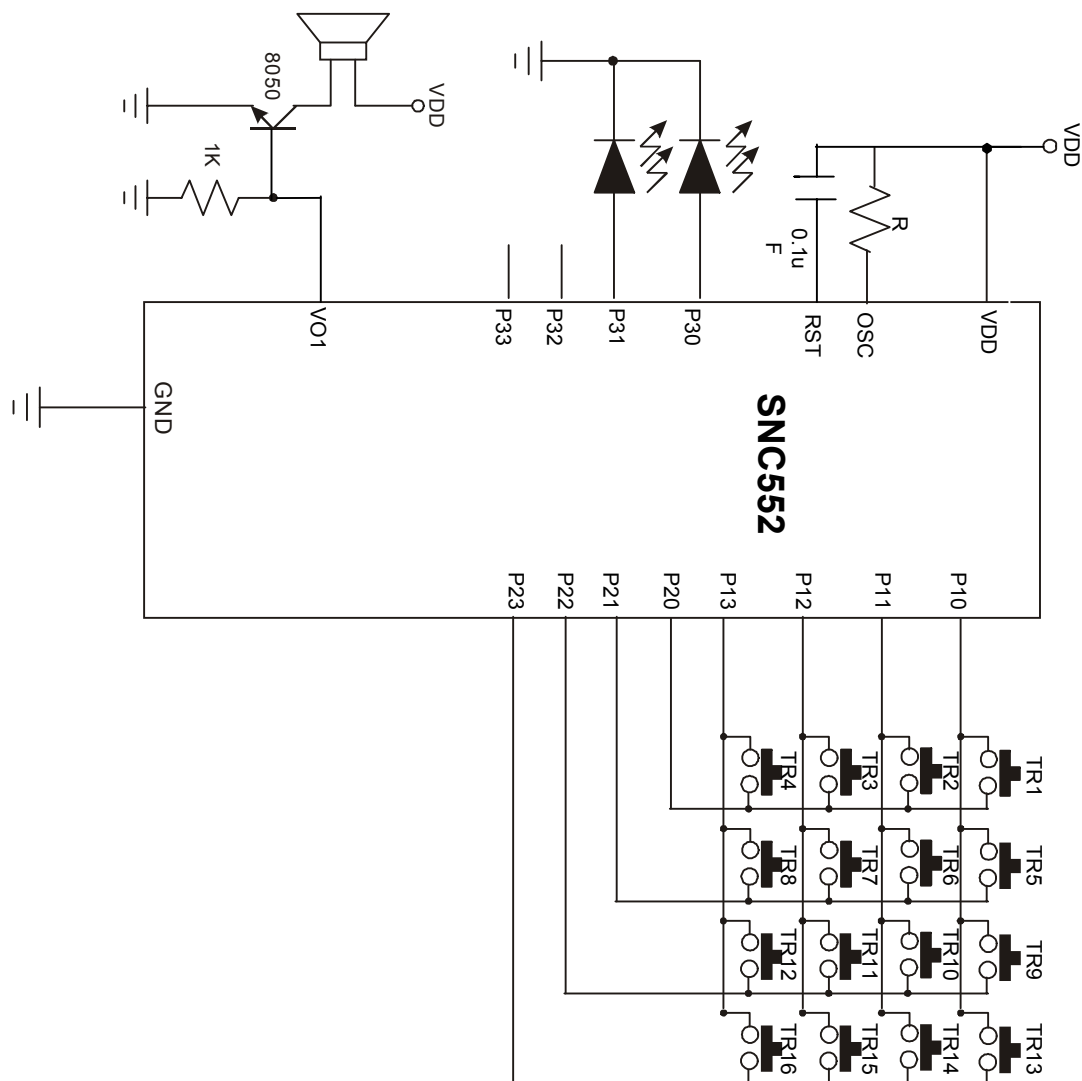 8050
VDD
VDD
1K
R
0.1u
F
VO1
P33
P32
P31
P30
RST
OSC
VDD
GND
SNC552
P23
P22
P21
P20
P13
P12
P11
P10
TR4
TR3
TR2
TR1
TR8
TR7
TR6
TR5
TR12
TR11
TR10
TR9
TR16
TR15
TR14
TR13